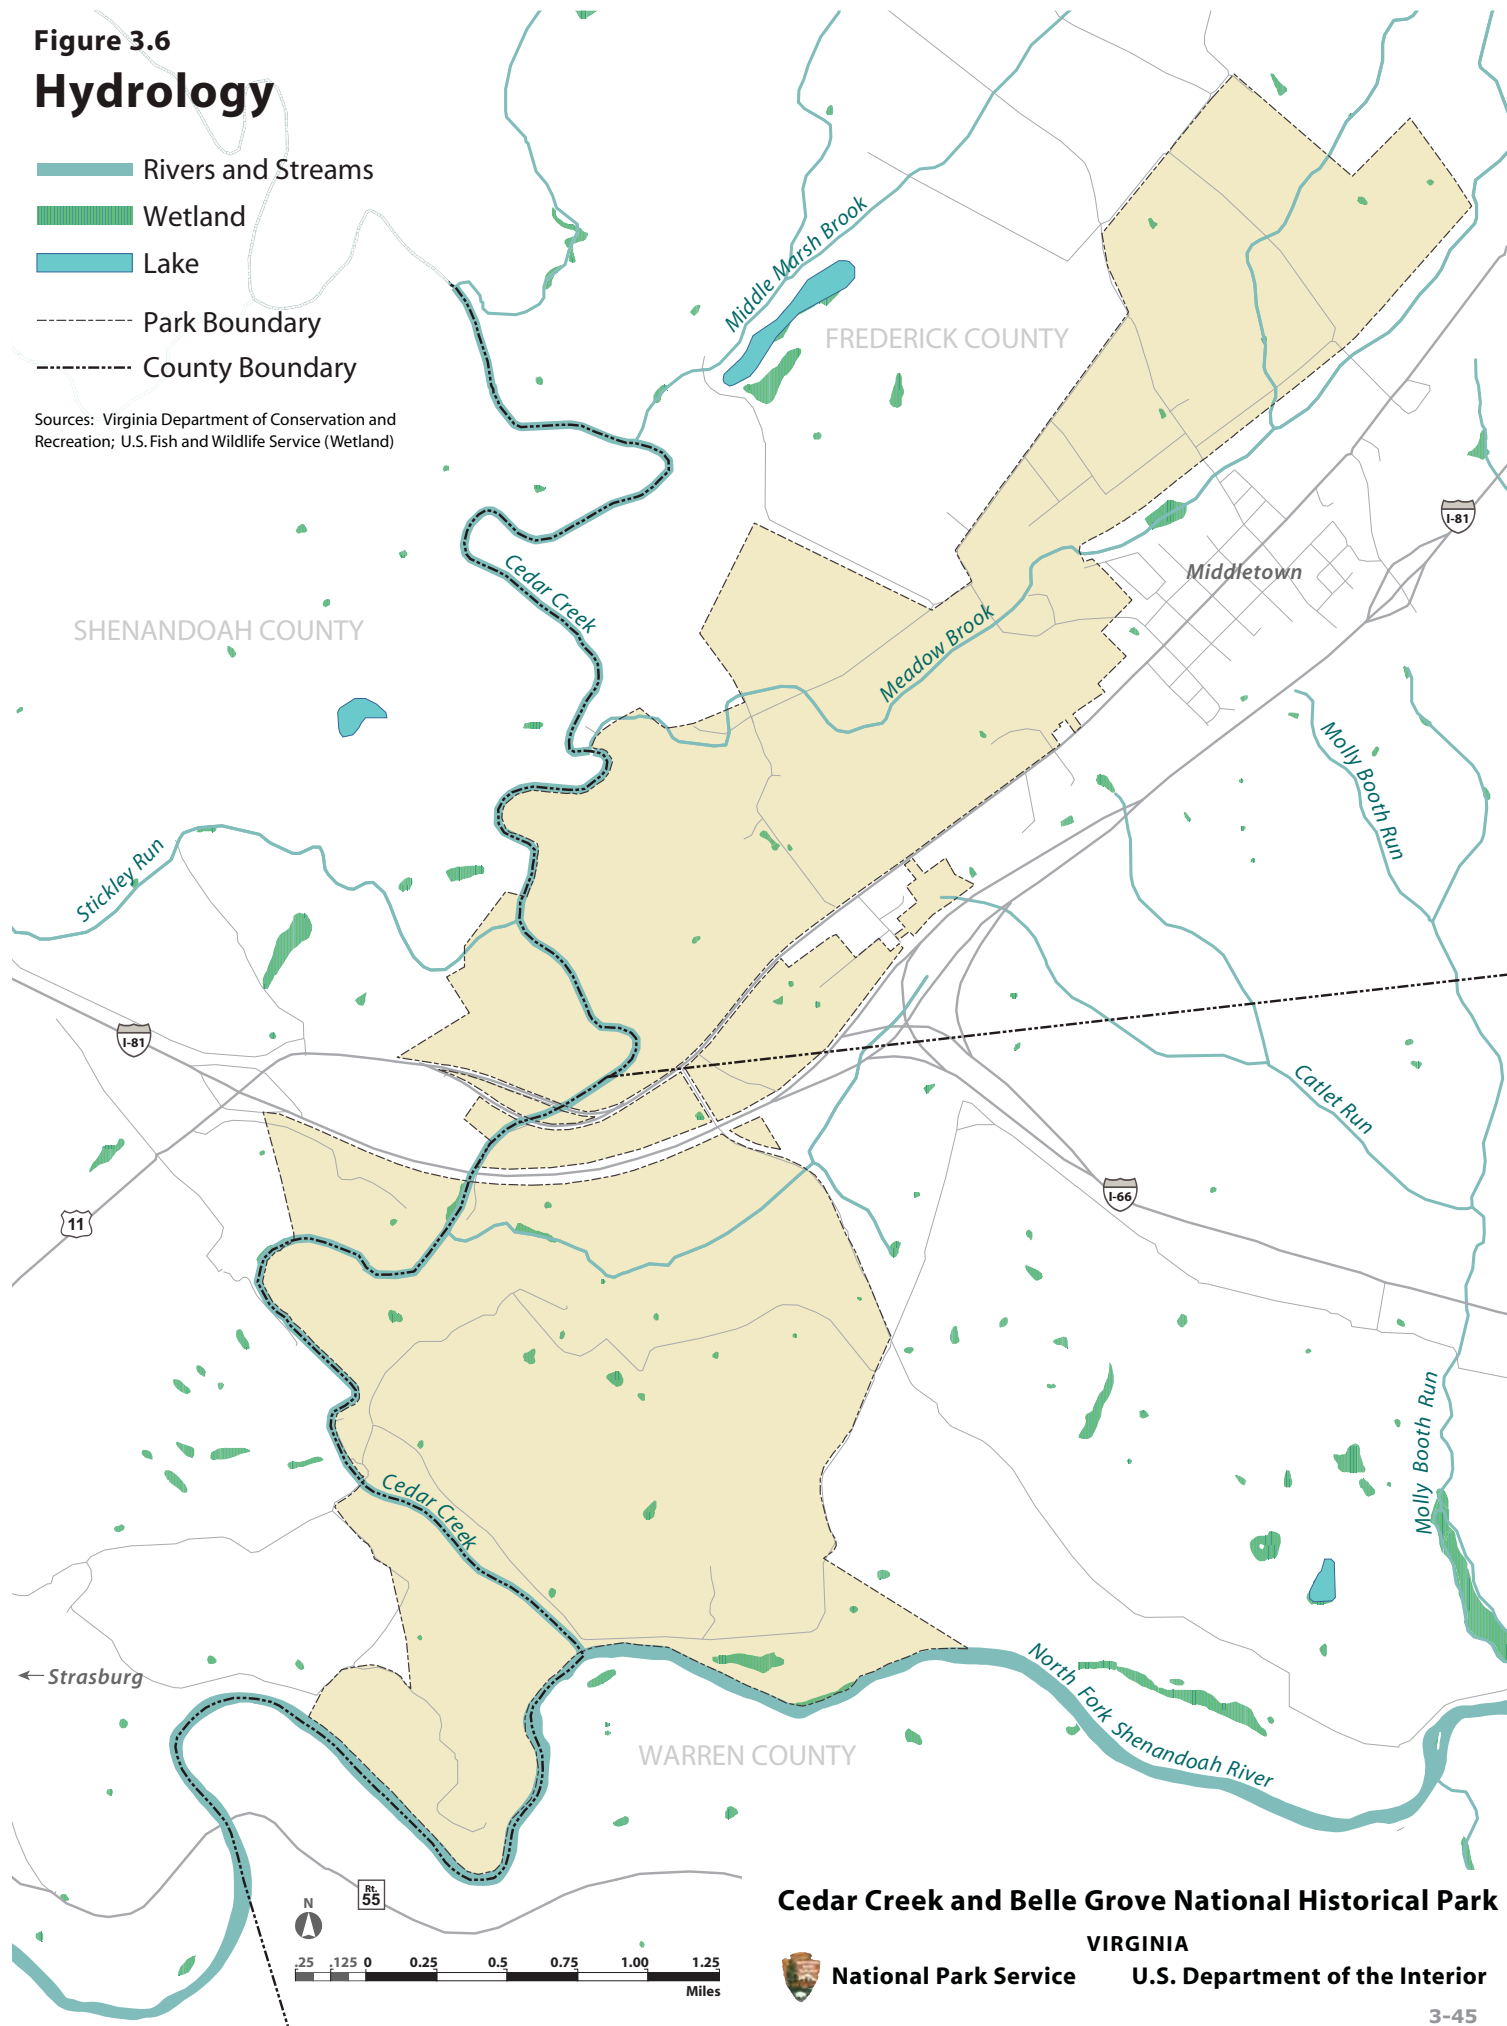 Figure 3.6
Hydrology
Rivers and Streams
Wetland
Lake
Park Boundary
County Boundary
Sources: Virginia Department of Conservation and
Recreation; U.S. Fish and Wildlife Service (Wetland)
Middle Marsh Brook
FREDERICK COUNTY
I-81
Cedar Creek
Middletown
SHENANDOAH COUNTY
Meadow Brook
Molly Booth Run
Stickley Run
I-81
Catlet Run
I-66
11
Molly Booth Run
Cedar Creek
Strasburg
North Fork Shenandoah River
WARREN COUNTY
Rt.
55
N
.25 .125 0 0.25 0.5 0.75 1.00 1.25
Miles
Cedar Creek and Belle Grove National Historical Park
VIRGINIA
National Park Service U.S. Department of the Interior
3-45